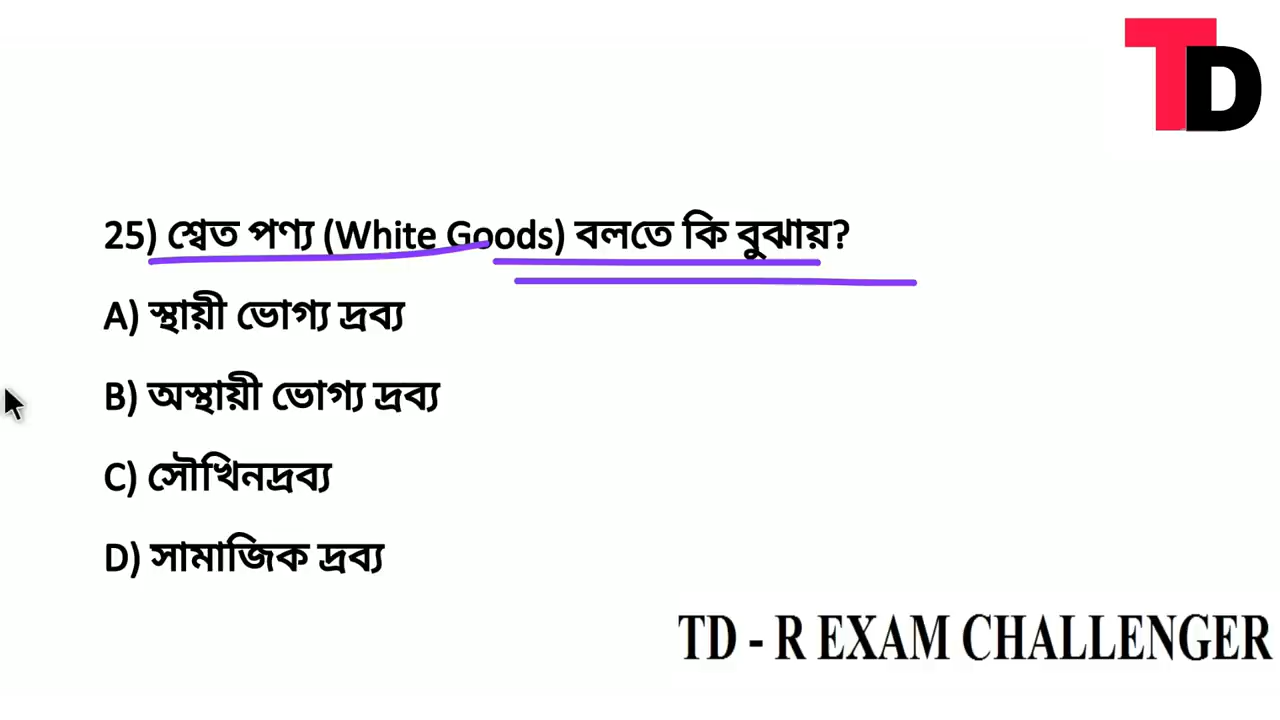 TD
25) শ্বেত পণ্য (White Goods) বলতে কি বুঝায়?
A) স্থায়ী ভোগ্য দ্রব্য
B) অস্থায়ী ভোগ্য দ্রব্য
C) সৌখিনদ্রব্য
D) সামাজিক দ্রব্য
TD - R EXAM CHALLENGER